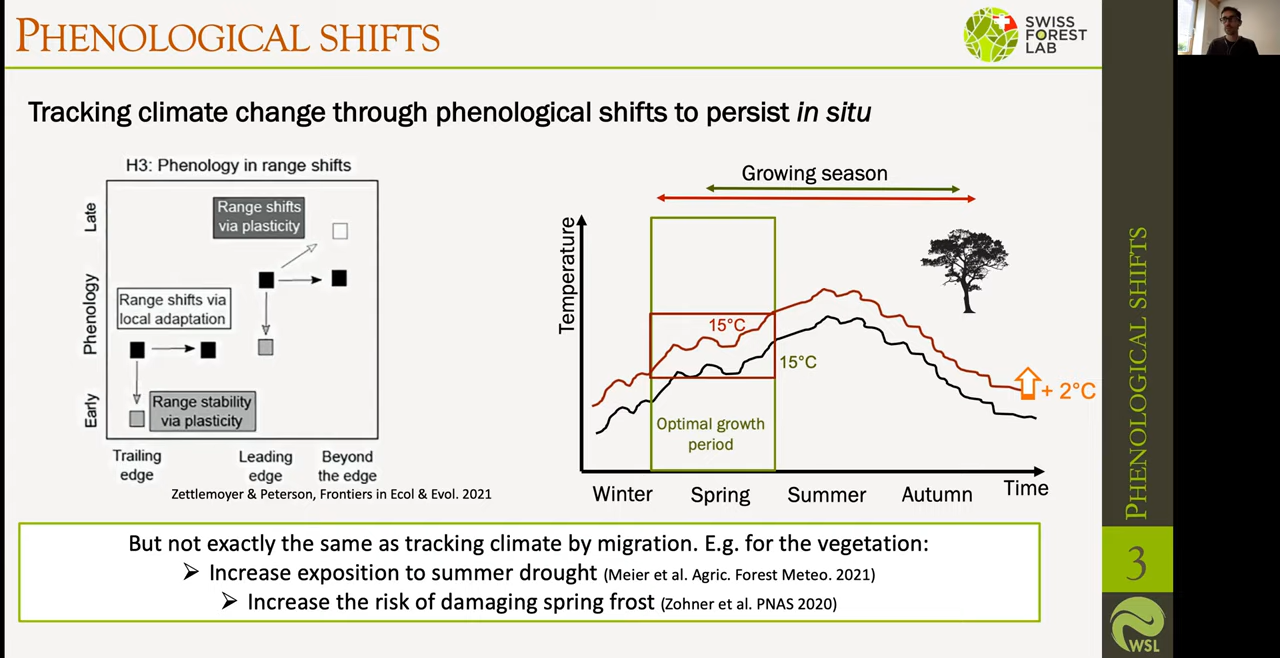 PHENOLOGICAL SHIFTS
SWISS
FOREST
LAB
Tracking climate change through phenological shifts to persist in situ
H3: Phenology in range shifts
Late
Phenology
Early
Range shifts
via plasticity
Range shifts via
local adaptation
Range stability
via plasticity
Trailing
edge
Leading
edge
Beyond
the edge
Zettlemoyer & Peterson, Frontiers in Ecol & Evol. 2021
Growing season
Temperature
15°C
15°C
Optimal growth
period
+ 2°C
Winter
Spring
Summer
Autumn
Time
But not exactly the same as tracking climate by migration. E.g. for the vegetation:
➢ Increase exposition to summer drought (Meier et al. Agric. Forest Meteo. 2021)
➢ Increase the risk of damaging spring frost (Zohner et al. PNAS 2020)
PHENOLOGICAL SHIFTS
3
WSL